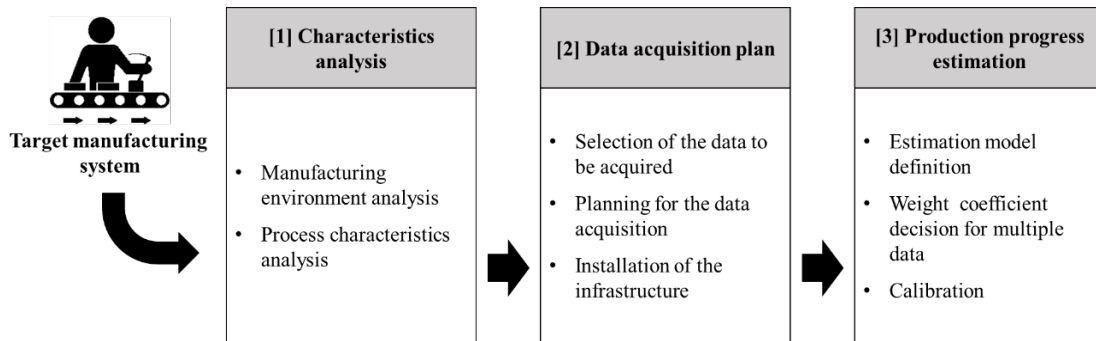 Target manufacturing
system
[1] Characteristics
analysis
• Manufacturing
environment analysis
• Process characteristics
analysis
[2] Data acquisition plan
• Selection of the data to
be acquired
• Planning for the data
acquisition
• Installation of the
infrastructure
[3] Production progress
estimation
• Estimation model
definition
• Weight coefficient
decision for multiple
data
• Calibration